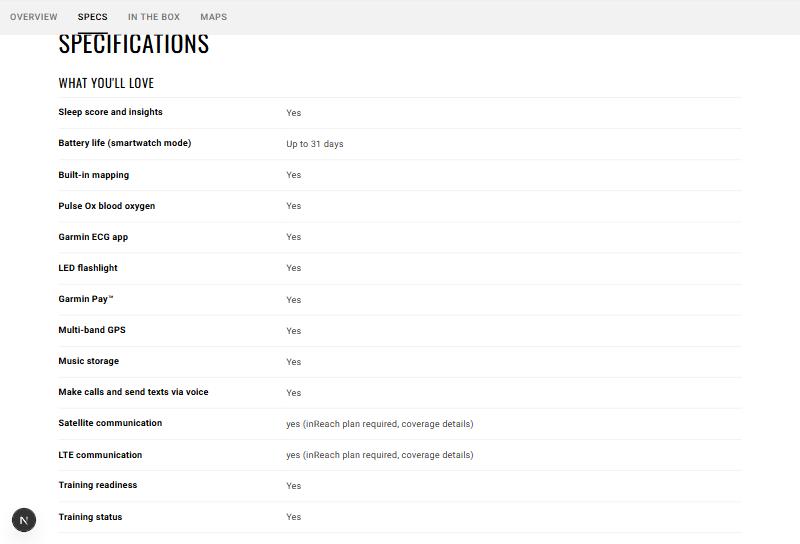 OVERVIEW SPECS IN THE BOX MAPS
SPECIFICATIONS
WHAT YOU'LL LOVE
Sleep score and insights Yes
Battery life (smartwatch mode) Up to 31 days
Built-in mapping Yes
Pulse Ox blood oxygen Yes
Garmin ECG app Yes
LED flashlight Yes
Garmin Pay™ Yes
Multi-band GPS Yes
Music storage Yes
Make calls and send texts via voice Yes
Satellite communication yes (inReach plan required, coverage details)
LTE communication yes (inReach plan required, coverage details)
Training readiness Yes
Training status Yes
N